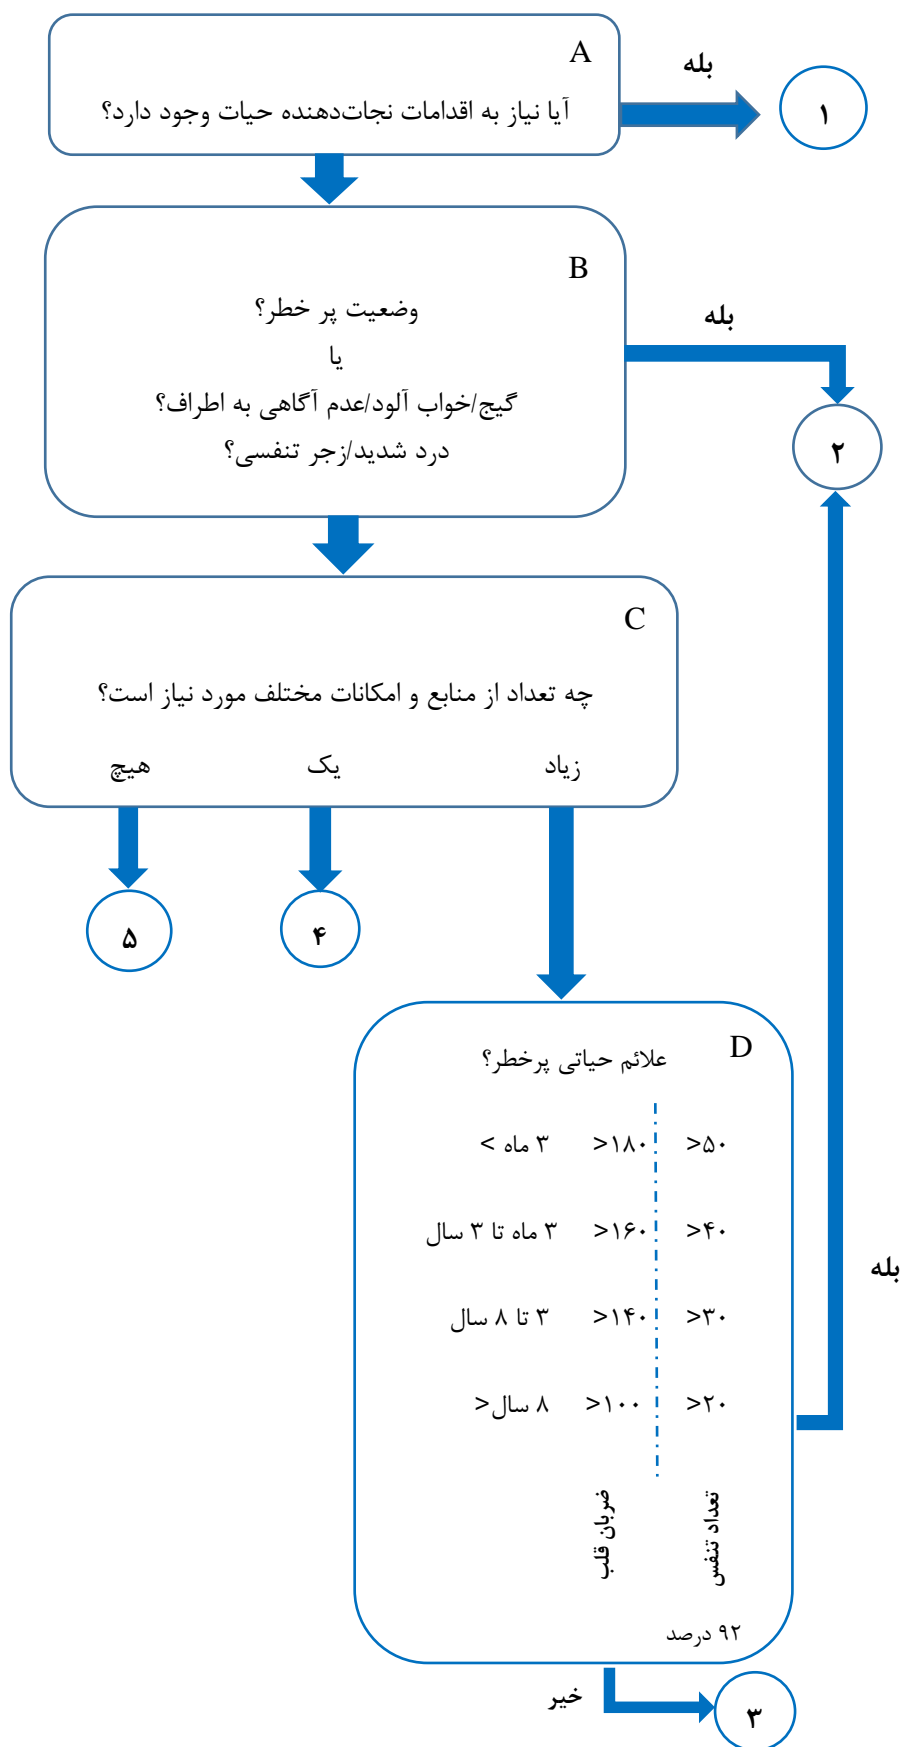 A
بله
آیا نیاز به اقدامات نجات‌دهنده حیات وجود دارد؟
۱
B
وضعیت پر خطر؟
یا
گیج/خواب آلود/عدم آگاهی به اطراف؟
درد شدید/زجر تنفسی؟
بله
۲
C
چه تعداد از منابع و امکانات مختلف مورد نیاز است؟
زیاد یک هیچ
۴
۵
D
علائم حیاتی پرخطر؟
>۵۰ >۱۸۰ ۳ ماه >
>۴۰ >۱۶۰ ۳ ماه تا ۳ سال
>۳۰ >۱۴۰ ۳ تا ۸ سال
>۲۰ >۱۰۰ ۸ سال<
تعداد تنفس
ضربان قلب
۹۲ درصد
بله
خیر
۳